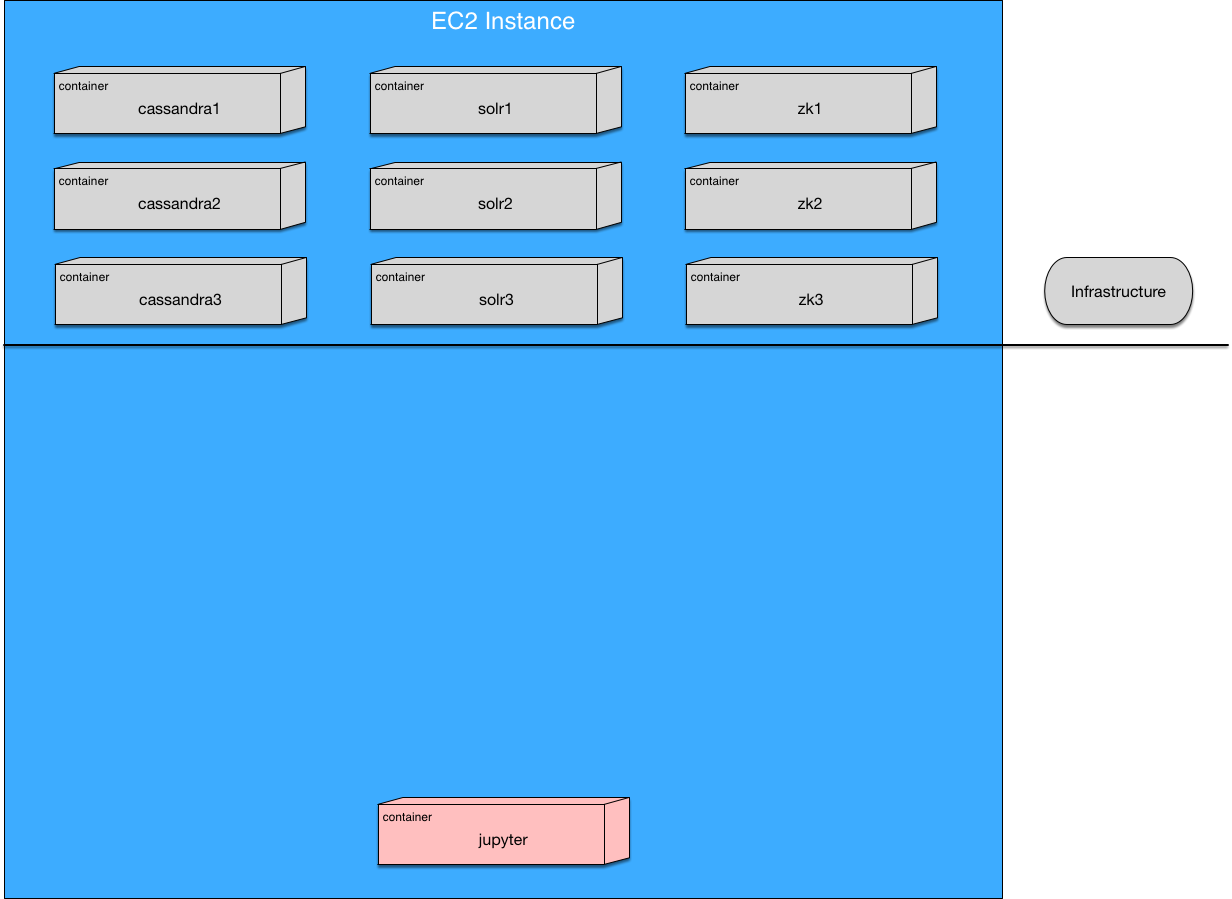 EC2 Instance
container
cassandra1
container
solr1
container
zk1
container
cassandra2
container
solr2
container
zk2
container
cassandra3
container
solr3
container
zk3
Infrastructure
container
jupyter